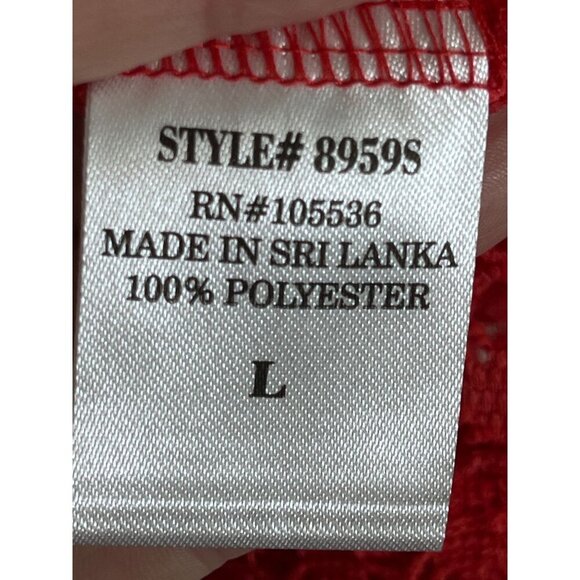 STYLE# 8959S
RN#105536
MADE IN SRI LANKA
100% POLYESTER
L